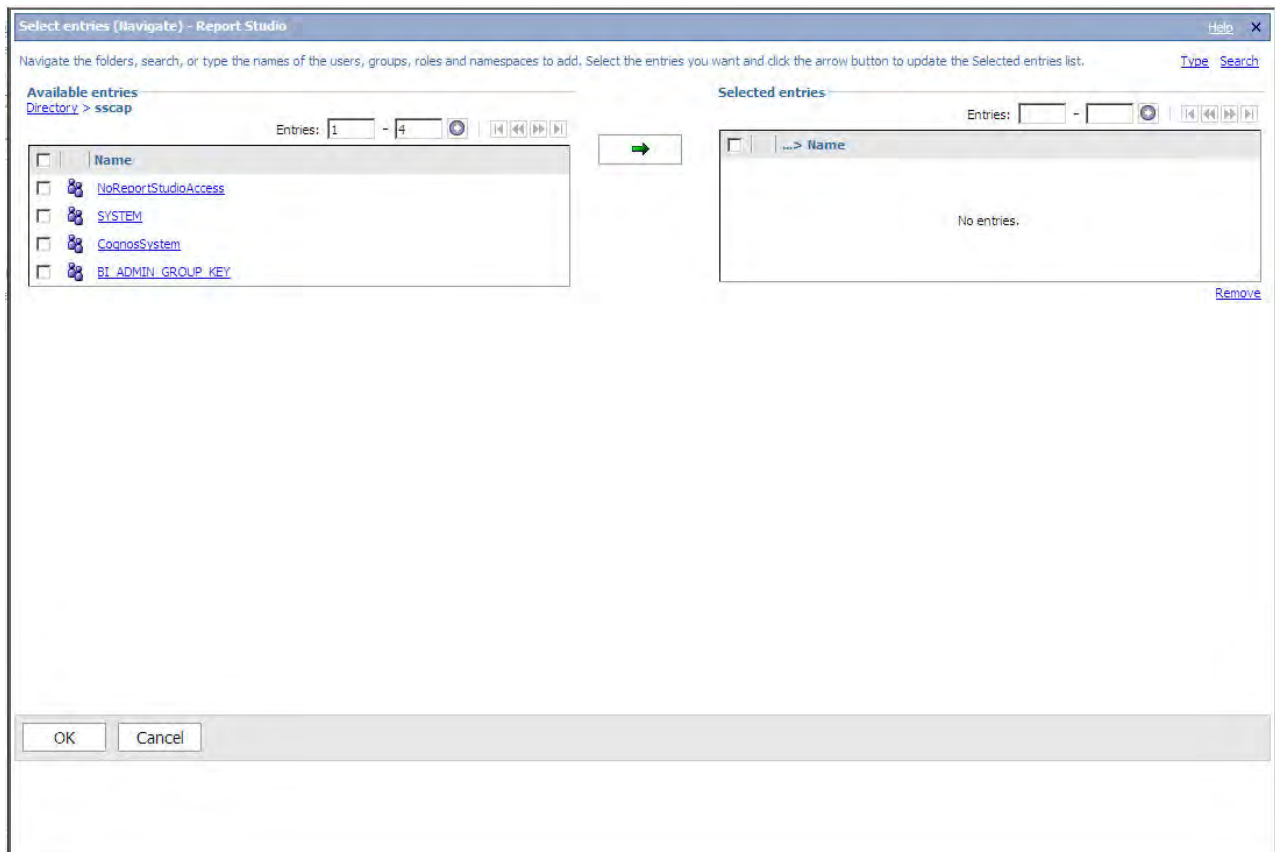 Select entries (Navigate) - Report Studio Help X
Navigate the folders, search, or type the names of the users, groups, roles and namespaces to add. Select the entries you want and click the arrow button to update the Selected entries list. Type Search
Available entries Selected entries
Directory > sscap
Entries: 1 - 4 Entries: -
Name ...> Name
NoReportStudioAccess
SYSTEM
CognosSystem
BI_ADMIN_GROUP_KEY
No entries.
Remove
OK Cancel